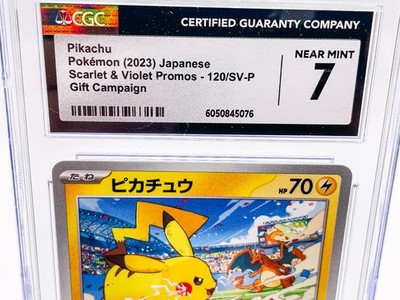 CGC
CERTIFIED GUARANTY COMPANY
Pikachu
Pokémon (2023) Japanese
Scarlet & Violet Promos - 120/SV-P
Gift Campaign
NEAR MINT
7
6050845076
たね
ピカチュウ
HP 70